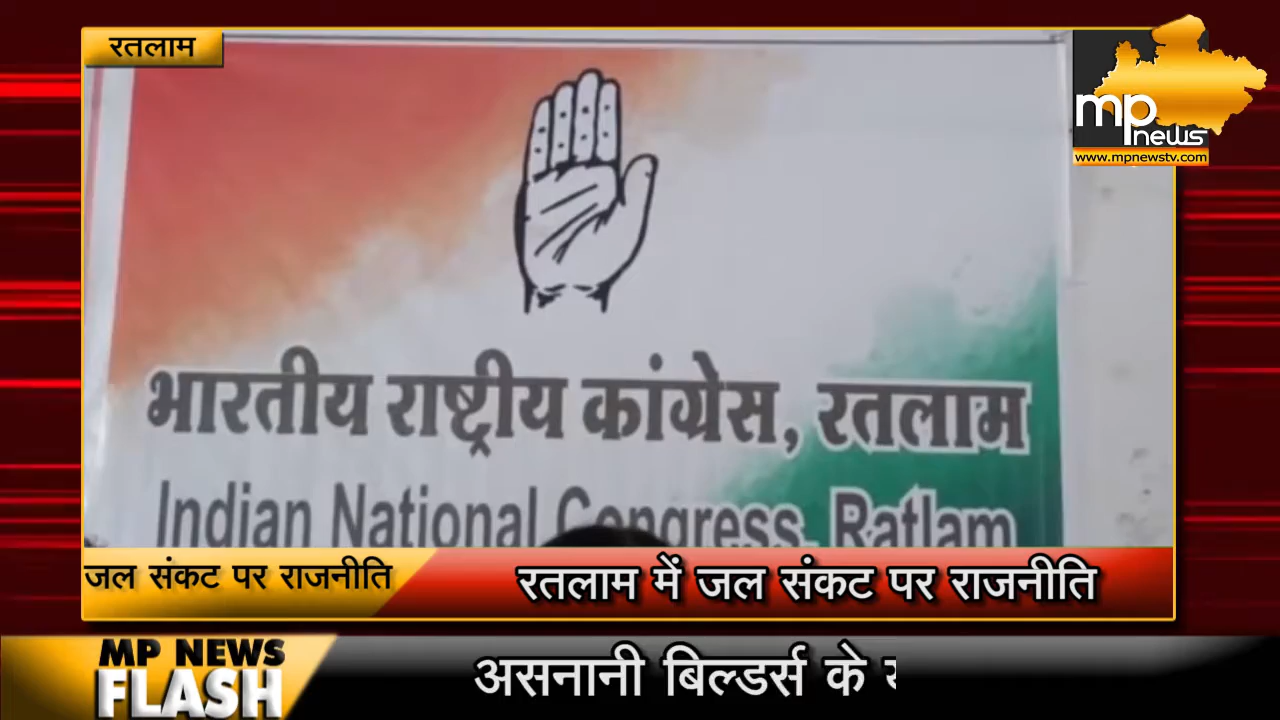 रतलाम
mp
news
www.mpnewstv.com
भारतीय राष्ट्रीय कांग्रेस, रतलाम
Indian National Congress, Ratlam
जल संकट पर राजनीति
रतलाम में जल संकट पर राजनीति
MP NEWS
FLASH
असनानी बिल्डर्स के